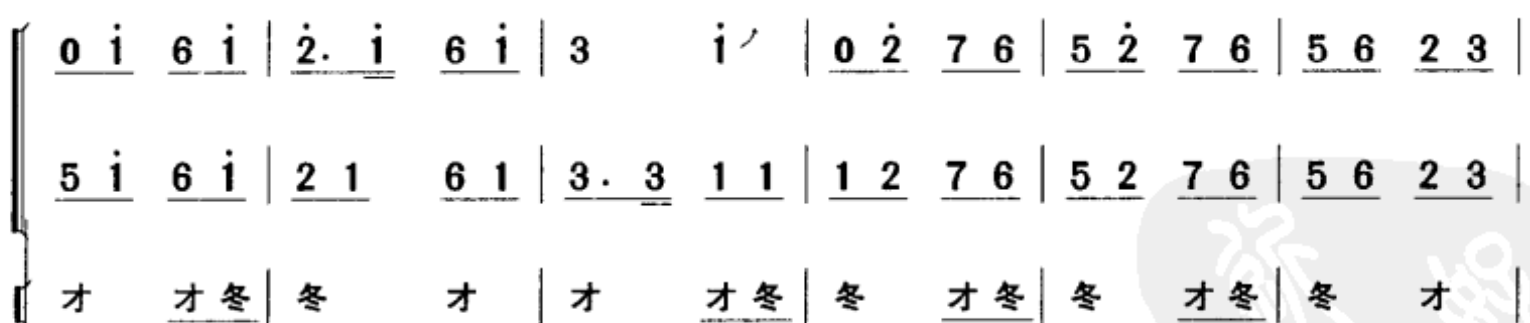 0 i̇ 6 i̇ | 2̇. i̇ 6 i̇ | 3 i̇ | 0 2̇ 7 6 | 5 2̇ 7 6 | 5 6 2 3 |
5 i̇ 6 i̇ | 2 1 6 1 | 3. 3 1 1 | 1 2 7 6 | 5 2 7 6 | 5 6 2 3 |
才 才冬 | 冬 才 | 才 才冬 | 冬 才冬 | 冬 才冬 | 冬 才 |